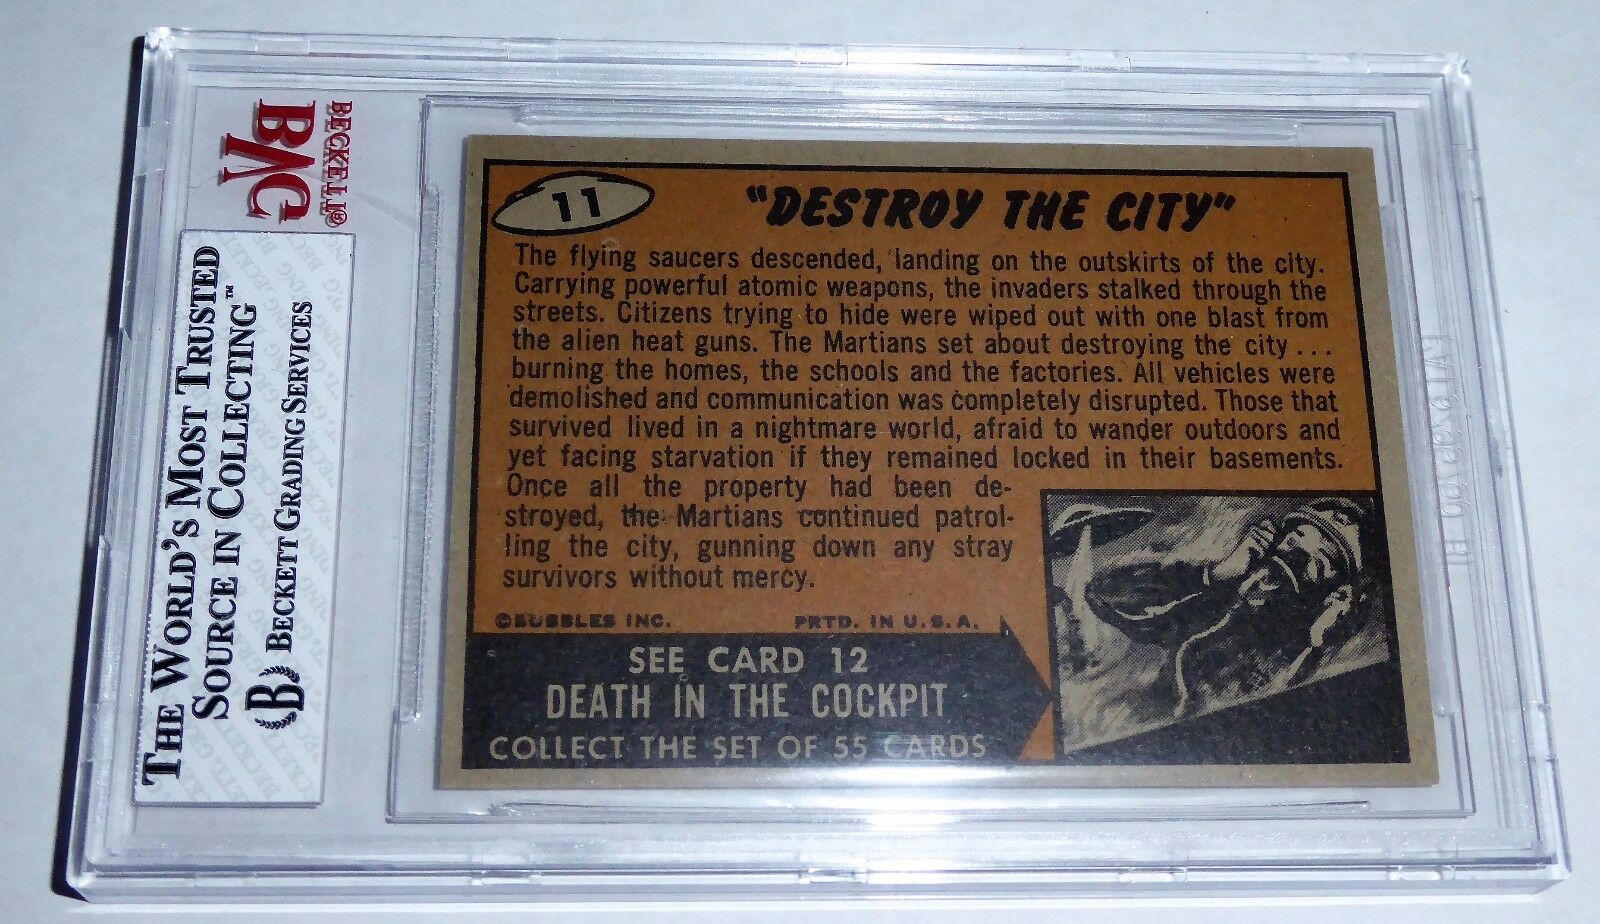 BECKETT®
BVG
THE WORLD'S MOST TRUSTED
SOURCE IN COLLECTING™
B BECKETT GRADING SERVICES
11
"DESTROY THE CITY"
The flying saucers descended, landing on the outskirts of the city.
Carrying powerful atomic weapons, the invaders stalked through the
streets. Citizens trying to hide were wiped out with one blast from
the alien heat guns. The Martians set about destroying the city...
burning the homes, the schools and the factories. All vehicles were
demolished and communication was completely disrupted. Those that
survived lived in a nightmare world, afraid to wander outdoors and
yet facing starvation if they remained locked in their basements.
Once all the property had been de-
stroyed, the Martians continued patrol-
ling the city, gunning down any stray
survivors without mercy.
©BUBBLES INC. PRTD. IN U.S.A.
SEE CARD 12
DEATH IN THE COCKPIT
COLLECT THE SET OF 55 CARDS